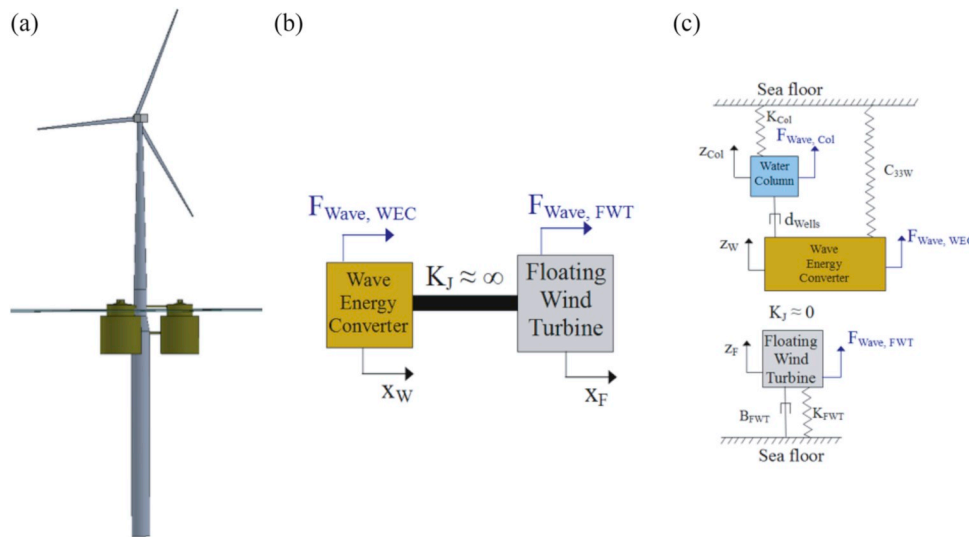 (a)
(b)
F_Wave, WEC
F_Wave, FWT
K_J ≈ ∞
Wave
Energy
Converter
Floating
Wind
Turbine
x_W
x_F
(c)
Sea floor
K_Col
F_Wave, Col
z_Col
Water
Column
C_33W
d_Wells
z_W
F_Wave, WEC
Wave
Energy
Converter
K_J ≈ 0
Floating
Wind
Turbine
z_F
F_Wave, FWT
B_FWT
K_FWT
Sea floor